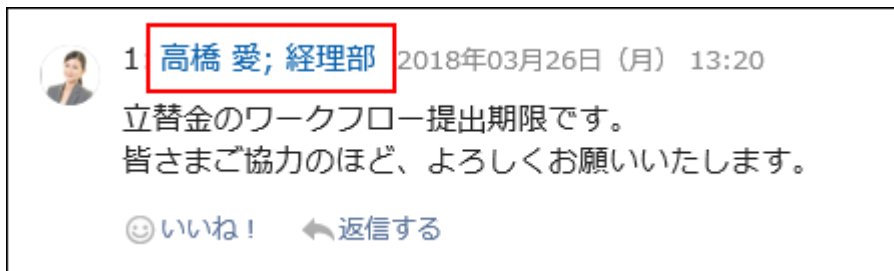 1: 高橋 愛; 経理部 2018年03月26日（月） 13:20
立替金のワークフロー提出期限です。
皆さまご協力のほど、よろしくお願いいたします。
いいね！ 返信する